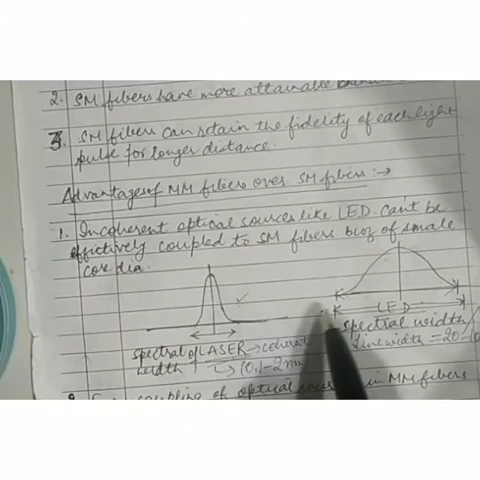 2. SM fibers have more attainable
3. SM fibers can retain the fidelity of each light
pulse for longer distance.
Advantages of MM fibers over SM fibers :→
1. Incoherent optical sources like LED can't be
effictively coupled to SM fibers bcoz of small
core dia.
LED
spectral width
linewidth = 20-
spectral of LASER → coherent
width
↳ (0.1-2nm
coupling of optical in MM fibers